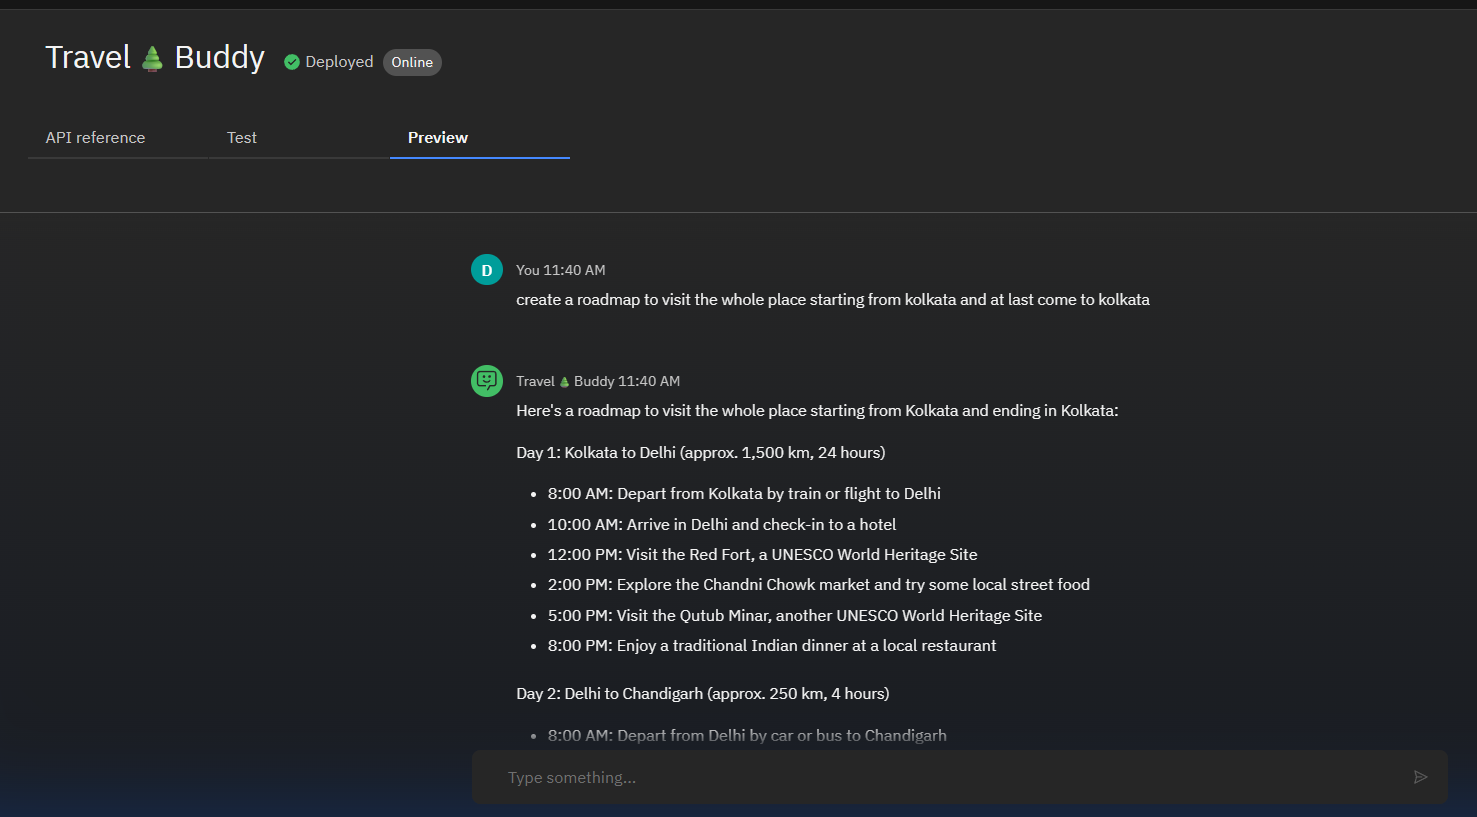 Travel 🌲 Buddy Deployed Online
API reference Test Preview
D You 11:40 AM
create a roadmap to visit the whole place starting from kolkata and at last come to kolkata
Travel 🌲 Buddy 11:40 AM
Here's a roadmap to visit the whole place starting from Kolkata and ending in Kolkata:
Day 1: Kolkata to Delhi (approx. 1,500 km, 24 hours)
• 8:00 AM: Depart from Kolkata by train or flight to Delhi
• 10:00 AM: Arrive in Delhi and check-in to a hotel
• 12:00 PM: Visit the Red Fort, a UNESCO World Heritage Site
• 2:00 PM: Explore the Chandni Chowk market and try some local street food
• 5:00 PM: Visit the Qutub Minar, another UNESCO World Heritage Site
• 8:00 PM: Enjoy a traditional Indian dinner at a local restaurant
Day 2: Delhi to Chandigarh (approx. 250 km, 4 hours)
• 8:00 AM: Depart from Delhi by car or bus to Chandigarh
Type something...